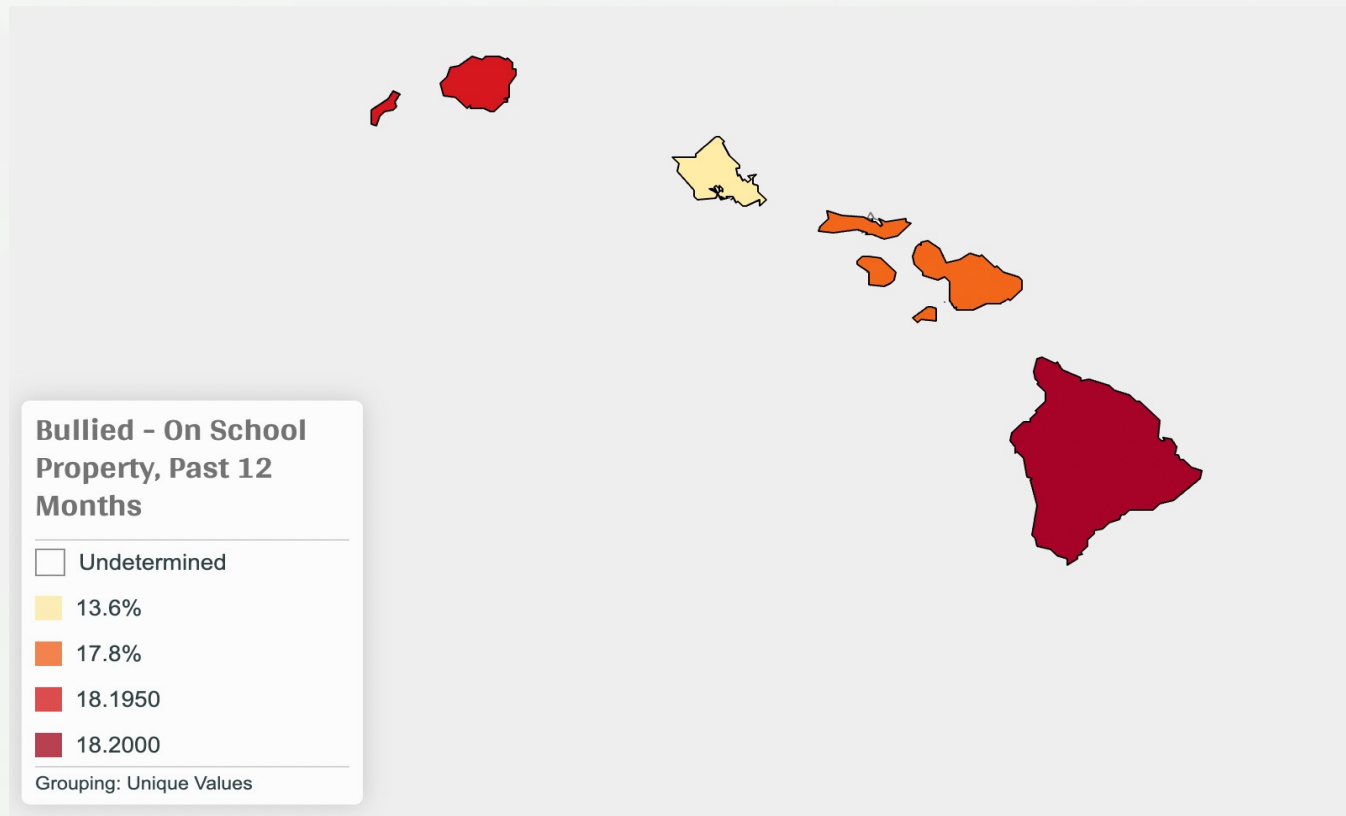 Bullied - On School
Property, Past 12
Months
Undetermined
13.6%
17.8%
18.1950
18.2000
Grouping: Unique Values